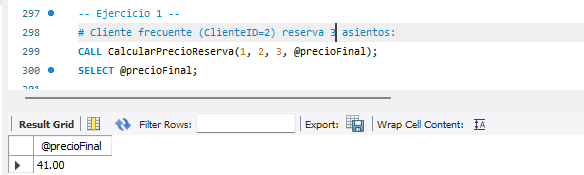 297 -- Ejercicio 1 --
298 # Cliente frecuente (ClienteID=2) reserva 3 asientos:
299 CALL CalcularPrecioReserva(1, 2, 3, @precioFinal);
300 SELECT @precioFinal;
Result Grid Filter Rows: Export: Wrap Cell Content: IA
@precioFinal
41.00